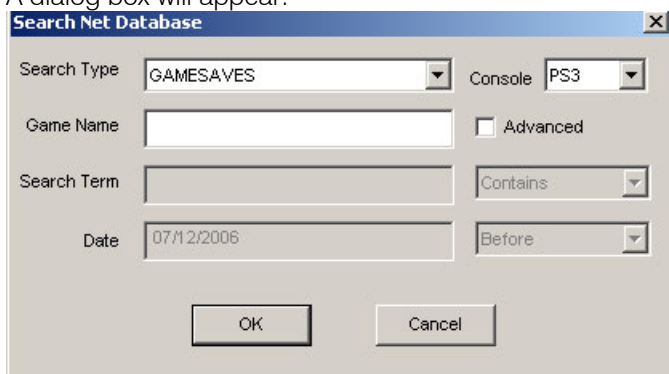 A dialog box will appear.
Search Net Database
Search Type GAMESAVES Console PS3
Game Name Advanced
Search Term Contains
Date 07/12/2006 Before
OK Cancel